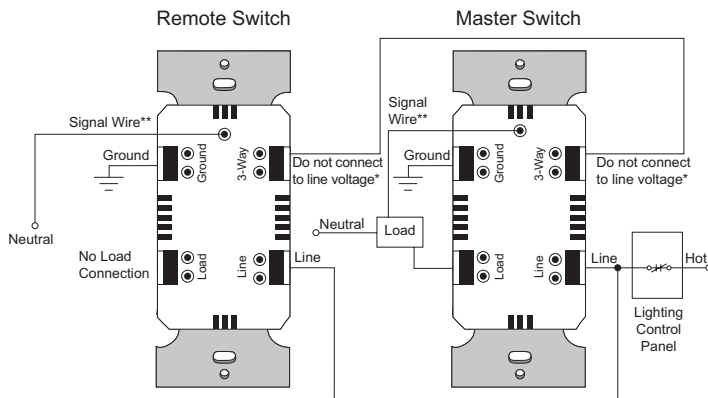 Remote Switch
Master Switch
Signal Wire**
Ground
Ground
3-Way
Do not connect
to line voltage*
Neutral
No Load
Connection
Load
Line
Line
Signal
Wire**
Ground
Ground
3-Way
Do not connect
to line voltage*
Neutral
Load
Load
Line
Line
Hot
Lighting
Control
Panel